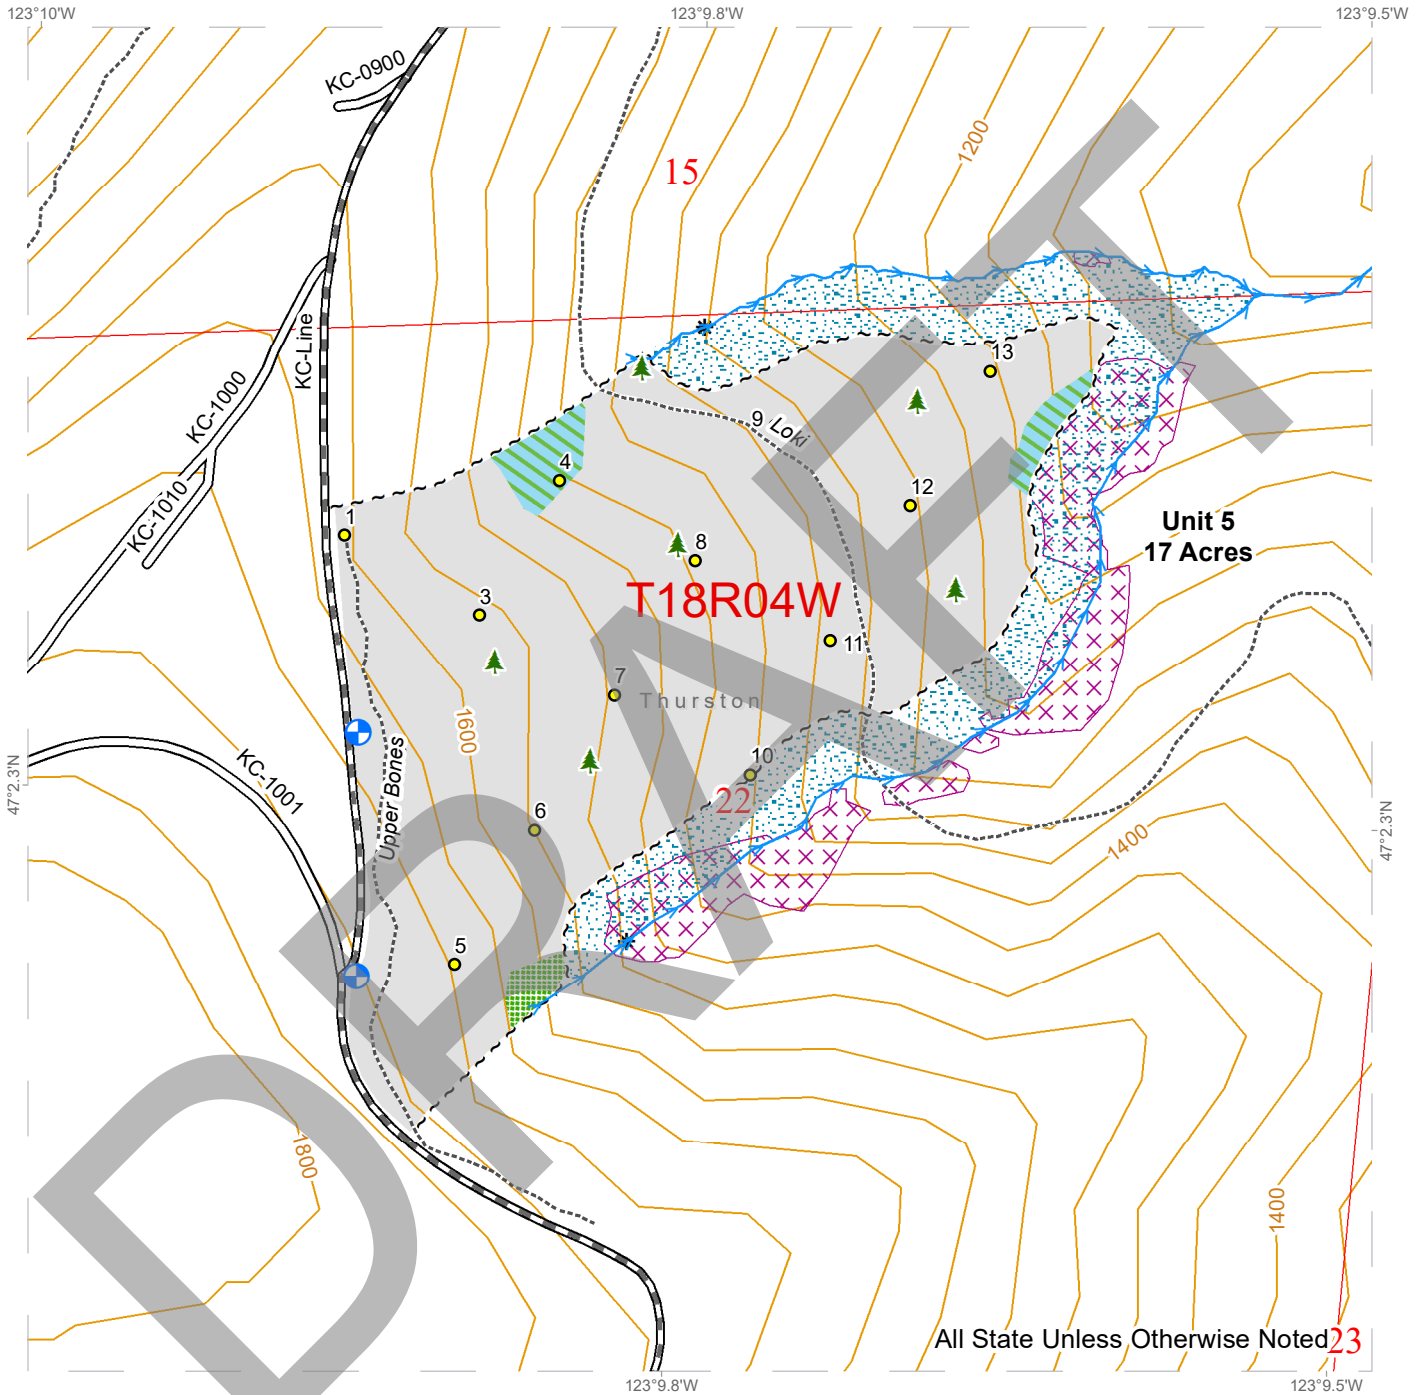 123°10'W
123°9.8'W
123°9.5'W
KC-0900
1200
15
KC-Line
13
KC-1000
9
Loki
4
12
KC-1010
1
Unit 5
17 Acres
8
T18R04W
3
11
7
Thurston
1600
Upper Bones
10
KC-1001
47°2.3'N
22
6
47°2.3'N
1400
5
1800
1400
DRAFT
All State Unless Otherwise Noted
23
123°9.8'W
123°9.5'W